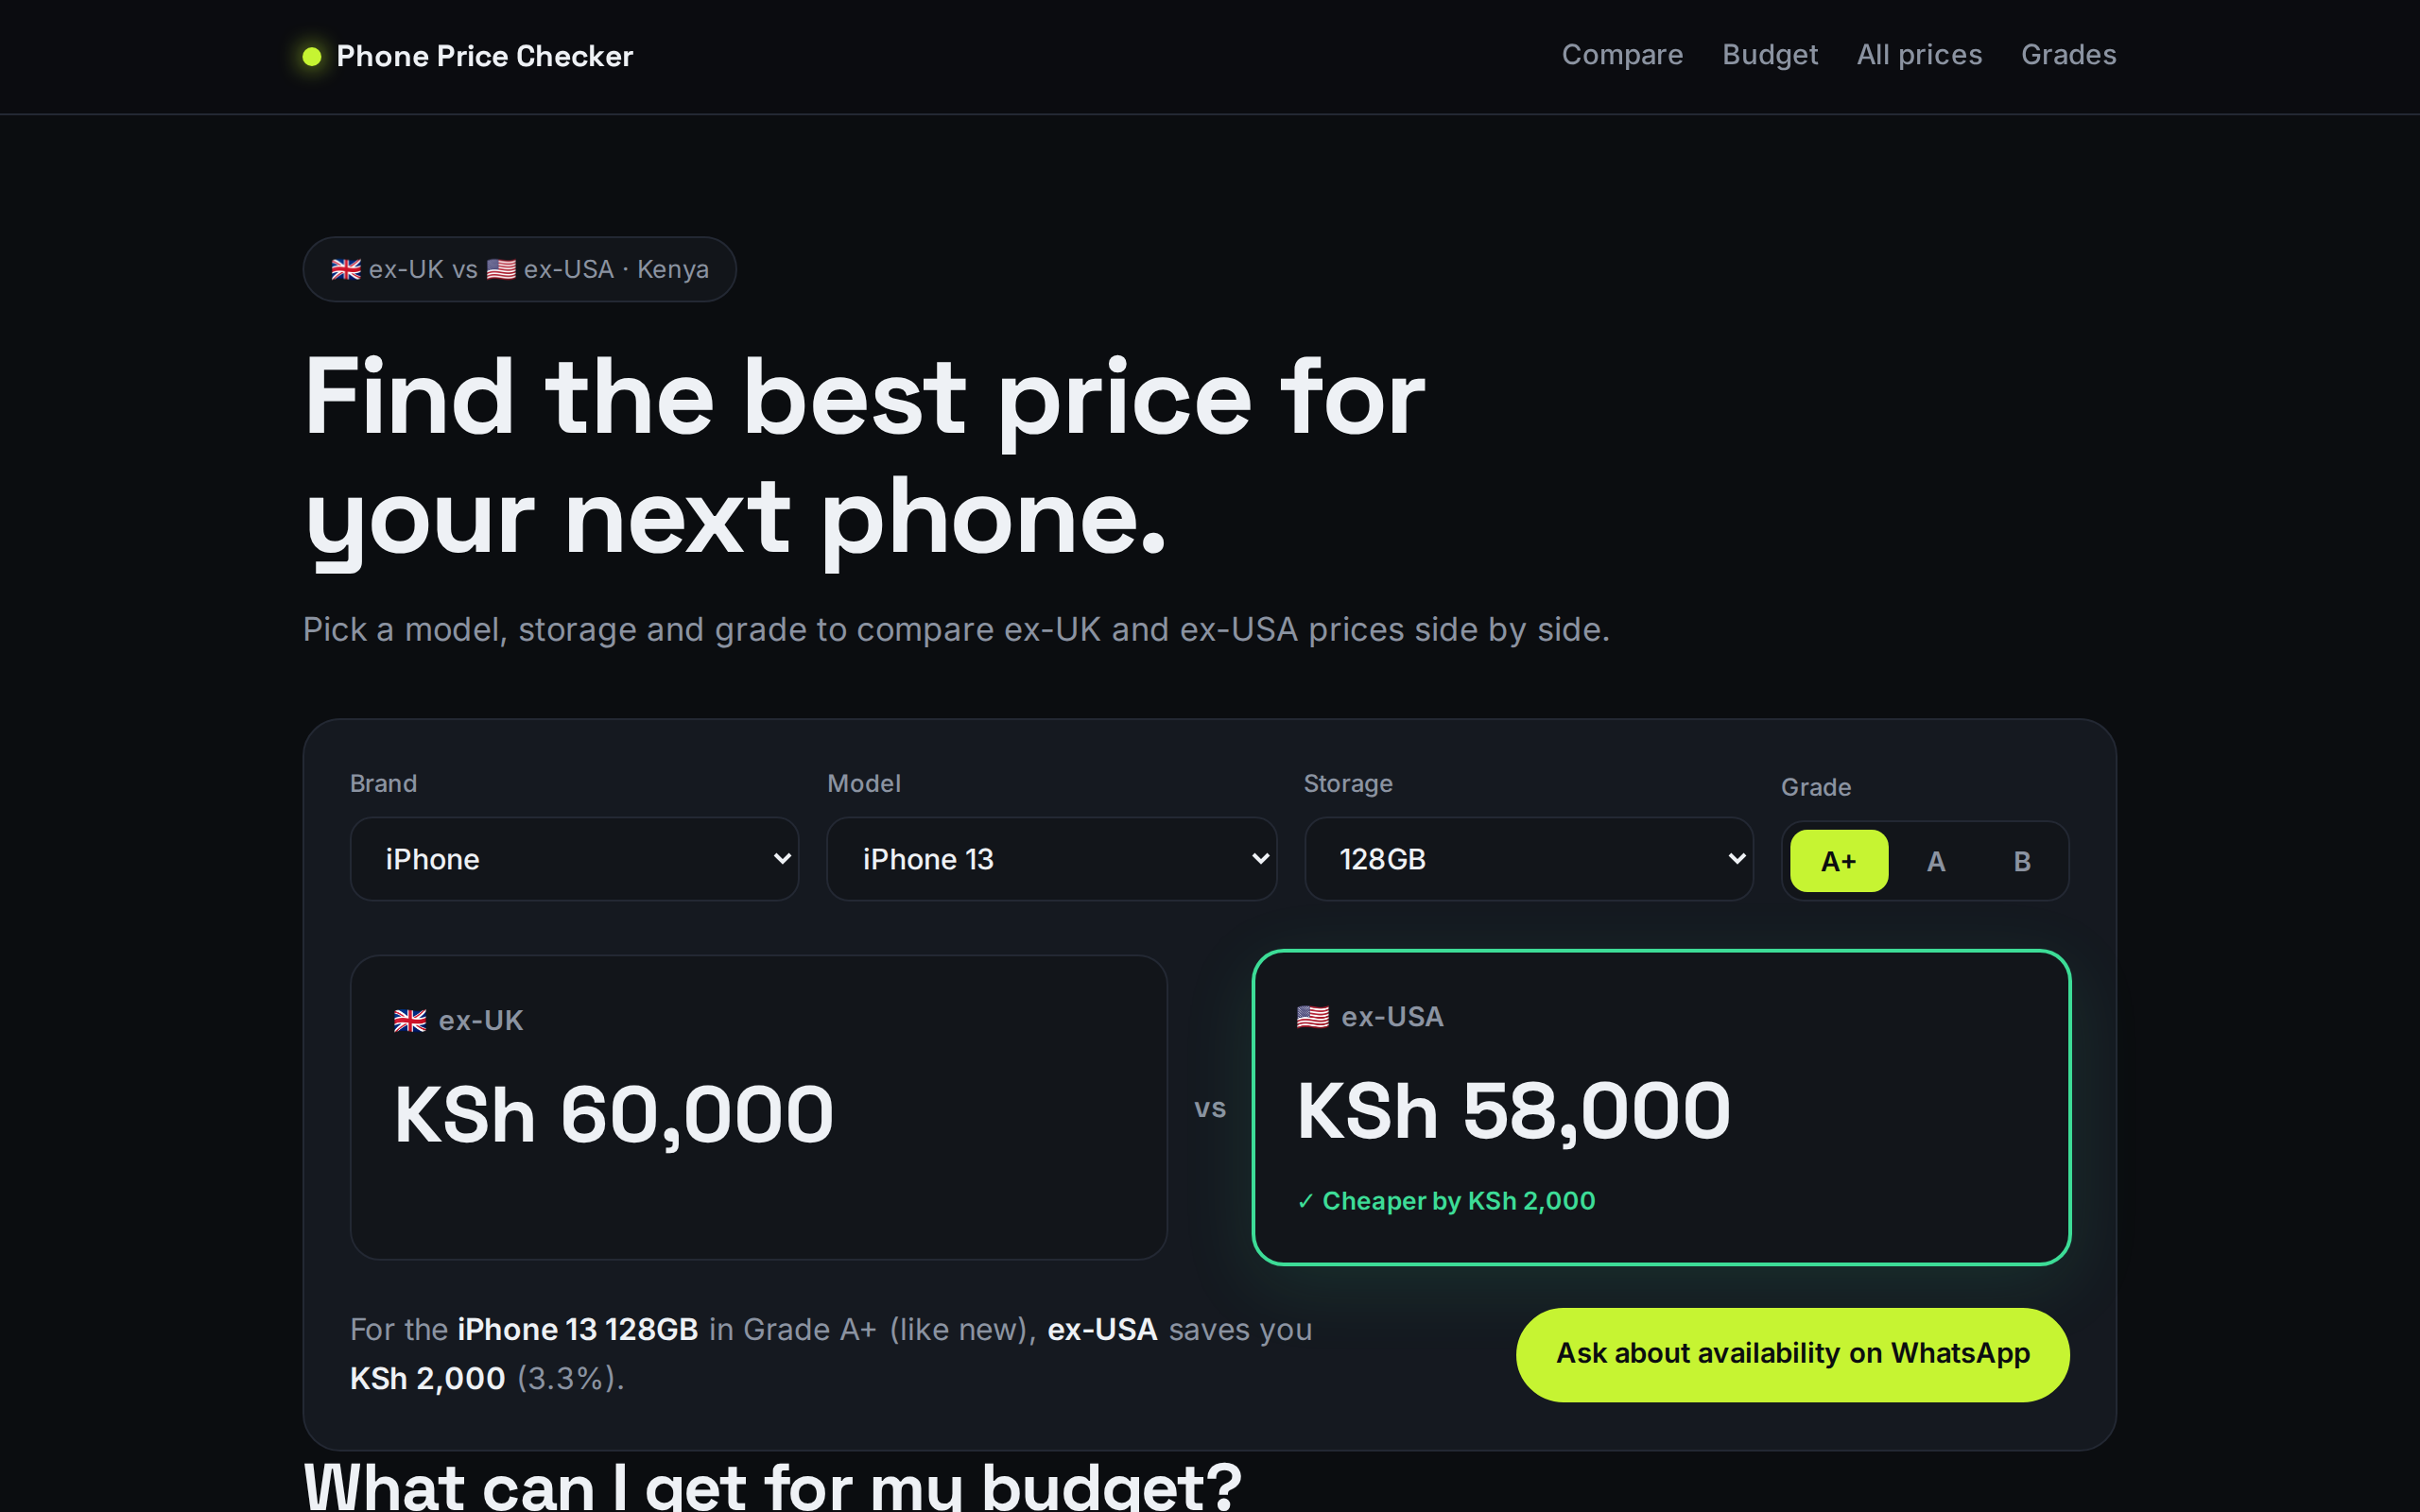 Phone Price Checker
Compare Budget All prices Grades
🇬🇧 ex-UK vs 🇺🇸 ex-USA · Kenya
Find the best price for
your next phone.
Pick a model, storage and grade to compare ex-UK and ex-USA prices side by side.
Brand Model Storage Grade
iPhone iPhone 13 128GB A+ A B
🇬🇧 ex-UK
KSh 60,000
vs
🇺🇸 ex-USA
KSh 58,000
✓ Cheaper by KSh 2,000
For the iPhone 13 128GB in Grade A+ (like new), ex-USA saves you
KSh 2,000 (3.3%).
Ask about availability on WhatsApp
What can I get for my budget?